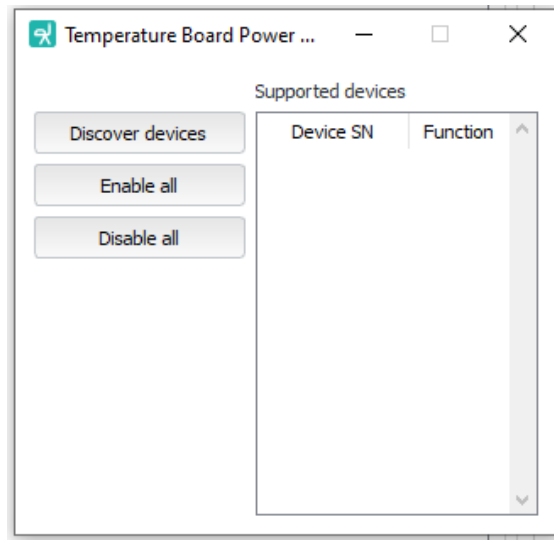 Temperature Board Power ...
Supported devices
Discover devices
Enable all
Disable all
Device SN Function